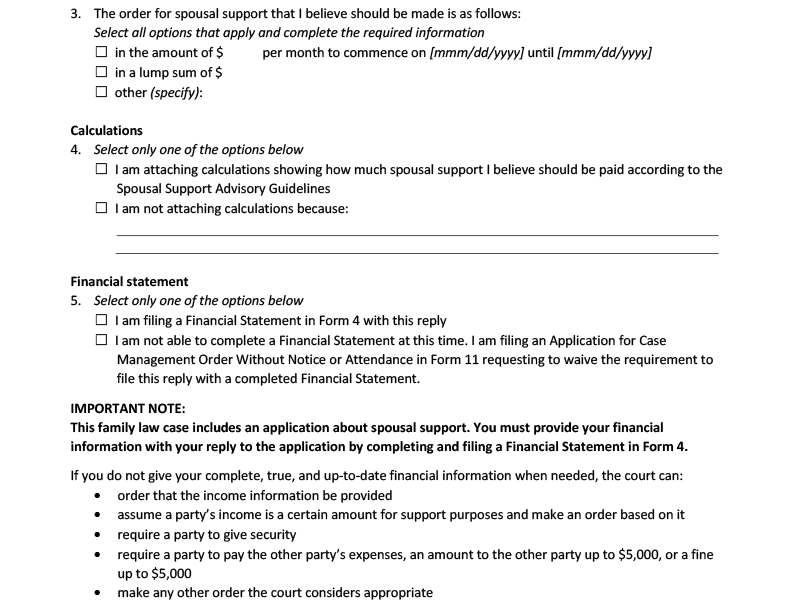 3. The order for spousal support that I believe should be made is as follows:
Select all options that apply and complete the required information
☐ in the amount of $ per month to commence on [mmm/dd/yyyy] until [mmm/dd/yyyy]
☐ in a lump sum of $
☐ other (specify):
Calculations
4. Select only one of the options below
☐ I am attaching calculations showing how much spousal support I believe should be paid according to the
Spousal Support Advisory Guidelines
☐ I am not attaching calculations because:
Financial statement
5. Select only one of the options below
☐ I am filing a Financial Statement in Form 4 with this reply
☐ I am not able to complete a Financial Statement at this time. I am filing an Application for Case
Management Order Without Notice or Attendance in Form 11 requesting to waive the requirement to
file this reply with a completed Financial Statement.
IMPORTANT NOTE:
This family law case includes an application about spousal support. You must provide your financial
information with your reply to the application by completing and filing a Financial Statement in Form 4.
If you do not give your complete, true, and up-to-date financial information when needed, the court can:
• order that the income information be provided
• assume a party's income is a certain amount for support purposes and make an order based on it
• require a party to give security
• require a party to pay the other party's expenses, an amount to the other party up to $5,000, or a fine
up to $5,000
• make any other order the court considers appropriate